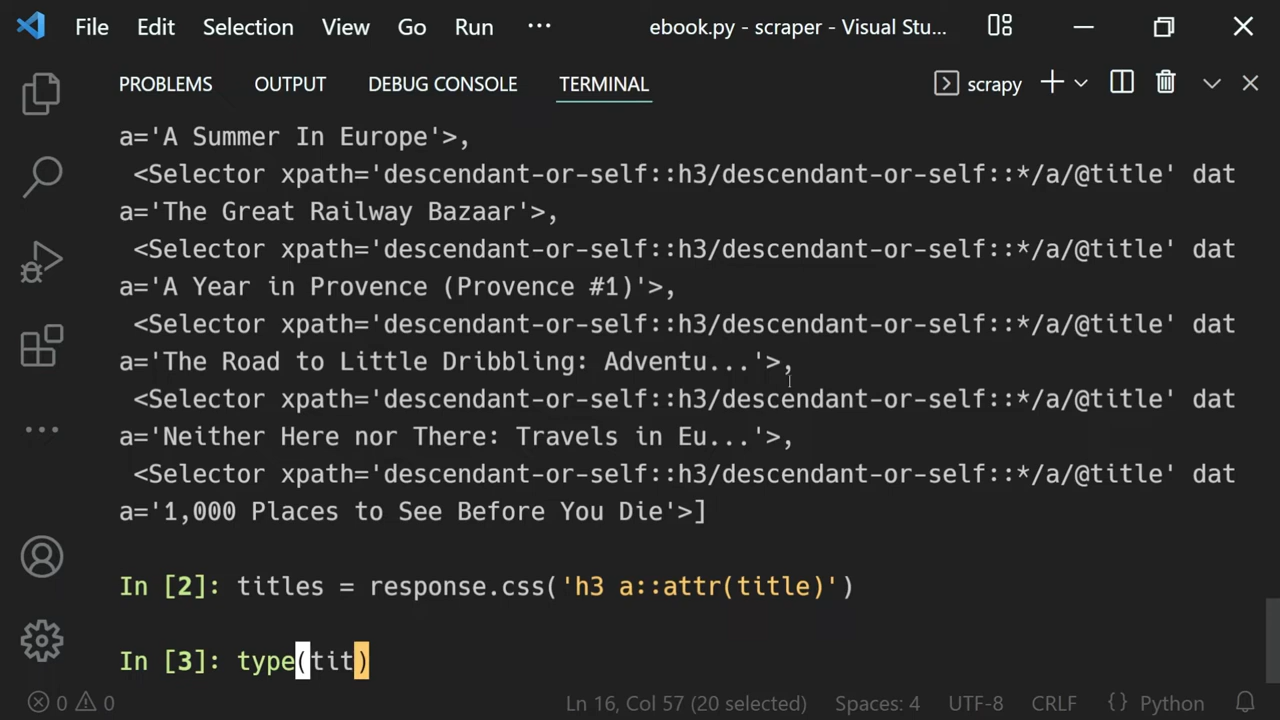 File Edit Selection View Go Run ··· ebook.py - scraper - Visual Stu...
PROBLEMS OUTPUT DEBUG CONSOLE TERMINAL scrapy
a='A Summer In Europe'>,
<Selector xpath='descendant-or-self::h3/descendant-or-self::*/a/@title' dat
a='The Great Railway Bazaar'>,
<Selector xpath='descendant-or-self::h3/descendant-or-self::*/a/@title' dat
a='A Year in Provence (Provence #1)'>,
<Selector xpath='descendant-or-self::h3/descendant-or-self::*/a/@title' dat
a='The Road to Little Dribbling: Adventu...'>,
<Selector xpath='descendant-or-self::h3/descendant-or-self::*/a/@title' dat
a='Neither Here nor There: Travels in Eu...'>,
<Selector xpath='descendant-or-self::h3/descendant-or-self::*/a/@title' dat
a='1,000 Places to See Before You Die'>]
In [2]: titles = response.css('h3 a::attr(title)')
In [3]: type(tit)
0 0 Ln 16, Col 57 (20 selected) Spaces: 4 UTF-8 CRLF {} Python